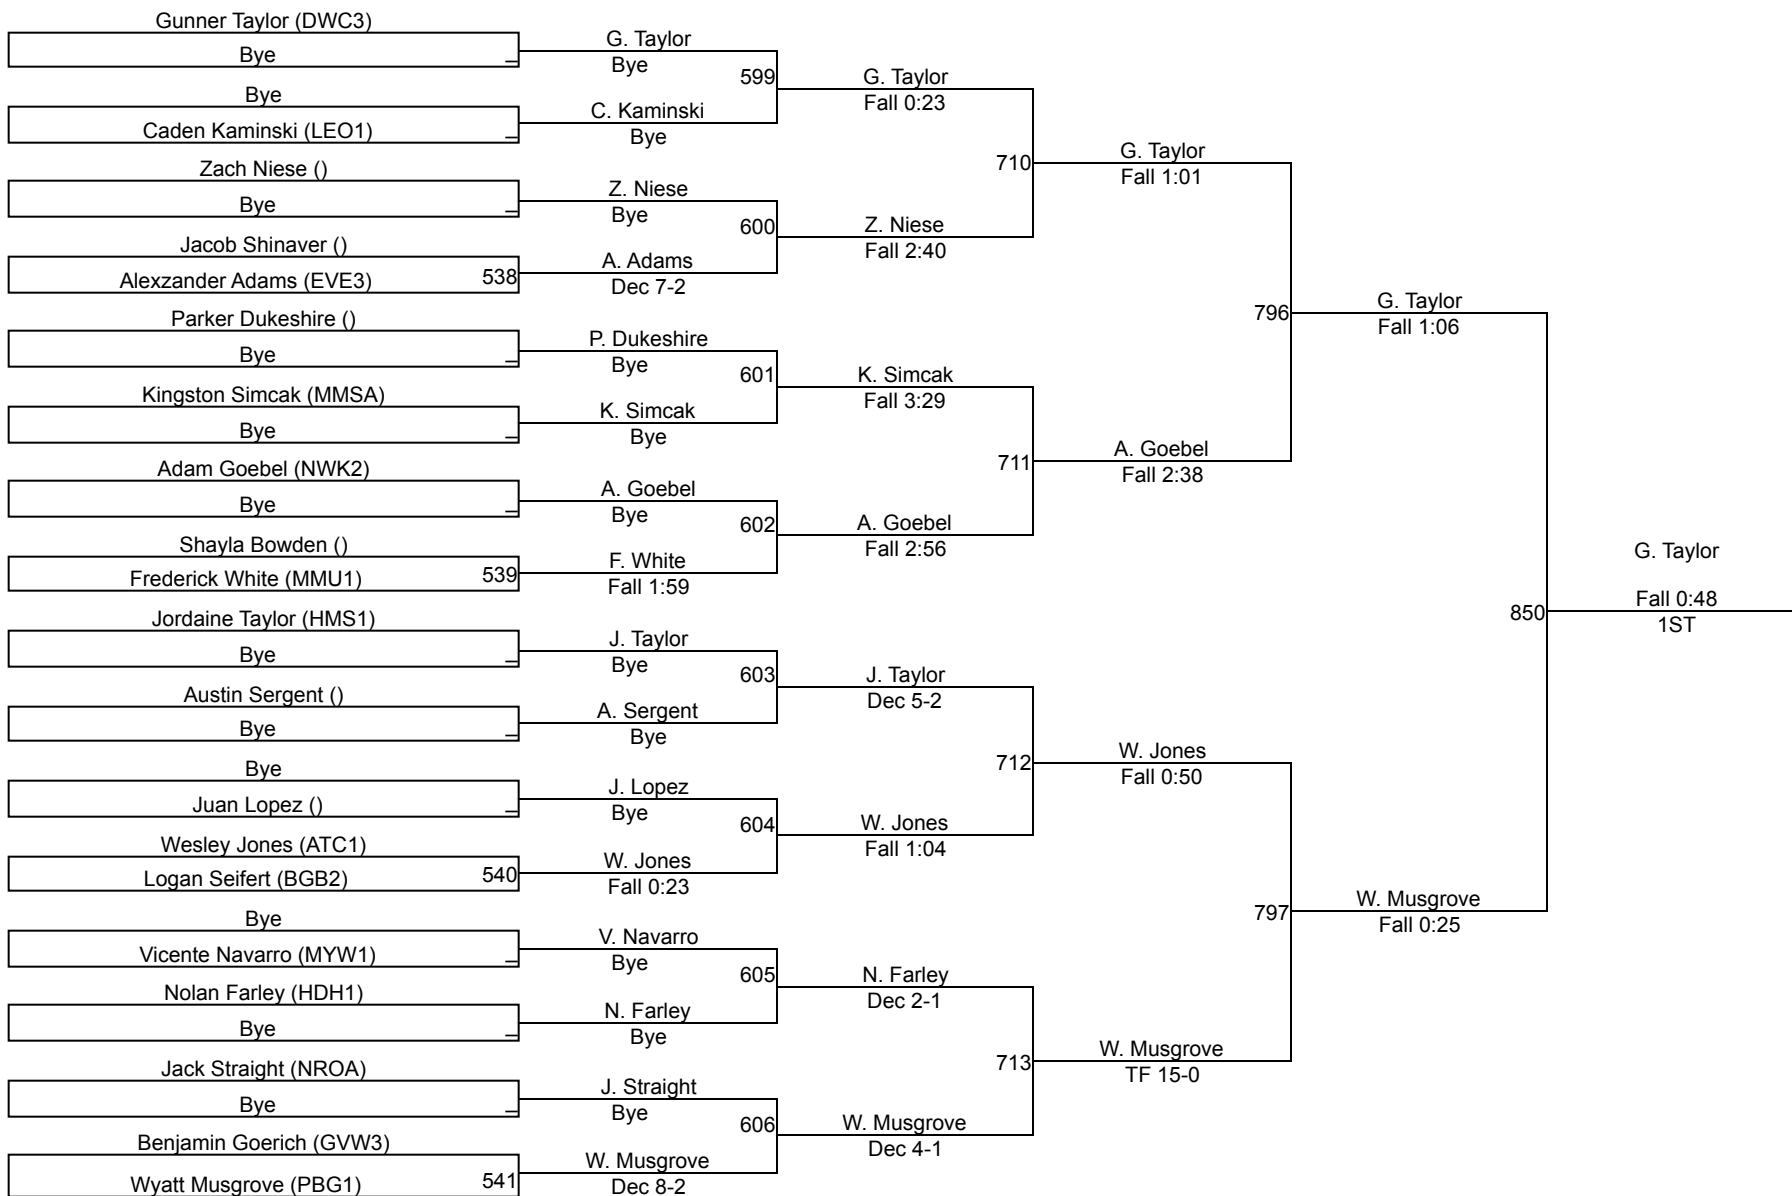 Gunner Taylor (DWC3)
Bye _
Bye
Caden Kaminski (LEO1) _
Zach Niese ()
Bye _
Jacob Shinaver ()
Alexzander Adams (EVE3) 538
Parker Dukeshire ()
Bye _
Kingston Simcak (MMSA)
Bye _
Adam Goebel (NWK2)
Bye _
Shayla Bowden ()
Frederick White (MMU1) 539
Jordaine Taylor (HMS1)
Bye _
Austin Sergent ()
Bye _
Bye
Juan Lopez () _
Wesley Jones (ATC1)
Logan Seifert (BGB2) 540
Bye
Vicente Navarro (MYW1) _
Nolan Farley (HDH1)
Bye _
Jack Straight (NROA)
Bye _
Benjamin Goerich (GVW3)
Wyatt Musgrove (PBG1) 541
G. Taylor
Bye
599
C. Kaminski
Bye
Z. Niese
Bye
600
A. Adams
Dec 7-2
P. Dukeshire
Bye
601
K. Simcak
Bye
A. Goebel
Bye
602
F. White
Fall 1:59
J. Taylor
Bye
603
A. Sergent
Bye
J. Lopez
Bye
604
W. Jones
Fall 0:23
V. Navarro
Bye
605
N. Farley
Bye
J. Straight
Bye
606
W. Musgrove
Dec 8-2
G. Taylor
Fall 0:23
710
Z. Niese
Fall 2:40
K. Simcak
Fall 3:29
711
A. Goebel
Fall 2:56
J. Taylor
Dec 5-2
712
W. Jones
Fall 1:04
N. Farley
Dec 2-1
713
W. Musgrove
Dec 4-1
G. Taylor
Fall 1:01
796
A. Goebel
Fall 2:38
W. Jones
Fall 0:50
797
W. Musgrove
TF 15-0
G. Taylor
Fall 1:06
850
W. Musgrove
Fall 0:25
G. Taylor
Fall 0:48
1ST